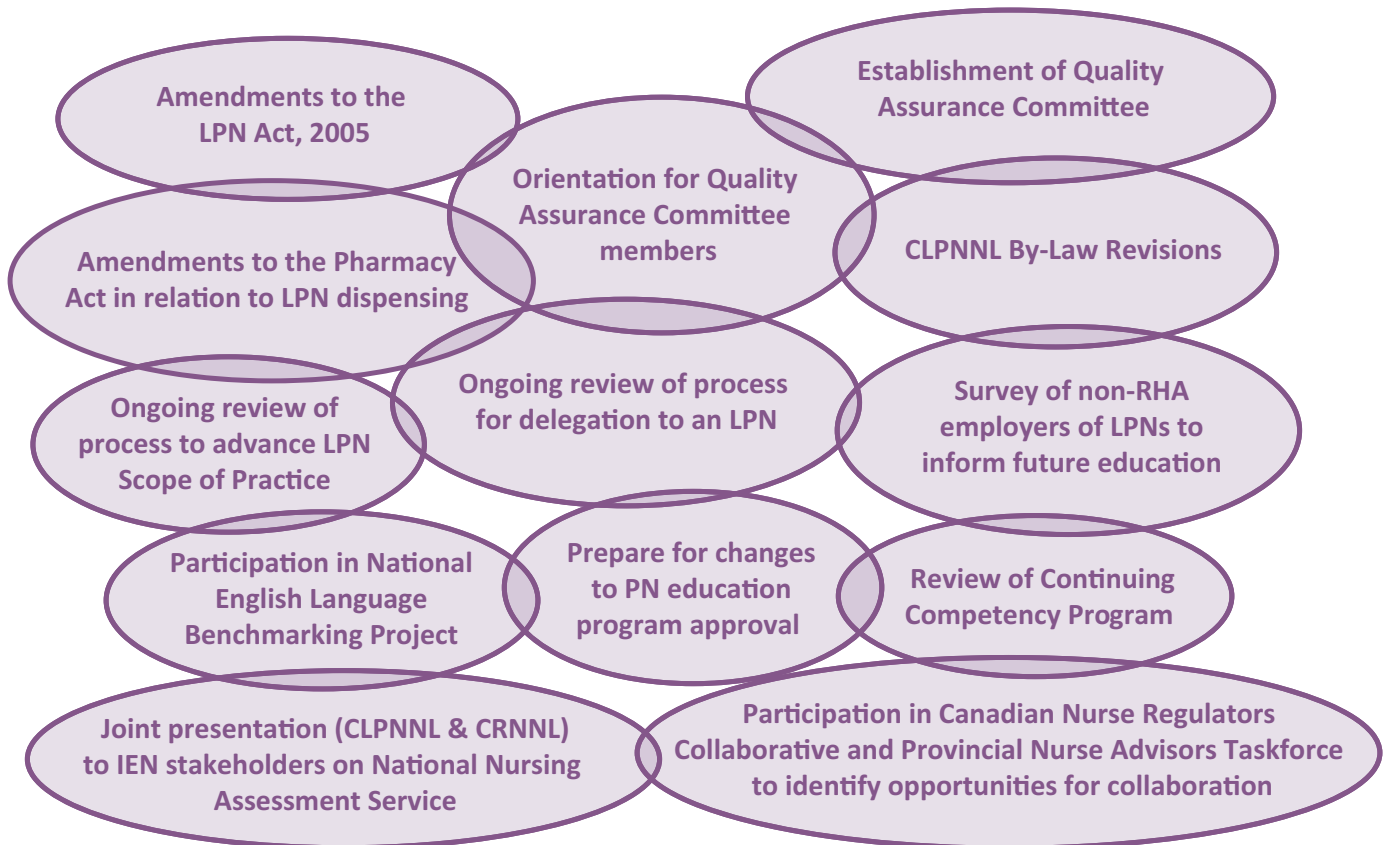 Amendments to the
LPN Act, 2005
Establishment of Quality
Assurance Committee
Orientation for Quality
Assurance Committee
members
Amendments to the Pharmacy
Act in relation to LPN dispensing
CLPNNL By-Law Revisions
Ongoing review of
process to advance LPN
Scope of Practice
Ongoing review of process
for delegation to an LPN
Survey of non-RHA
employers of LPNs to
inform future education
Participation in National
English Language
Benchmarking Project
Prepare for changes
to PN education
program approval
Review of Continuing
Competency Program
Joint presentation (CLPNNL & CRNNL)
to IEN stakeholders on National Nursing
Assessment Service
Participation in Canadian Nurse Regulators
Collaborative and Provincial Nurse Advisors Taskforce
to identify opportunities for collaboration